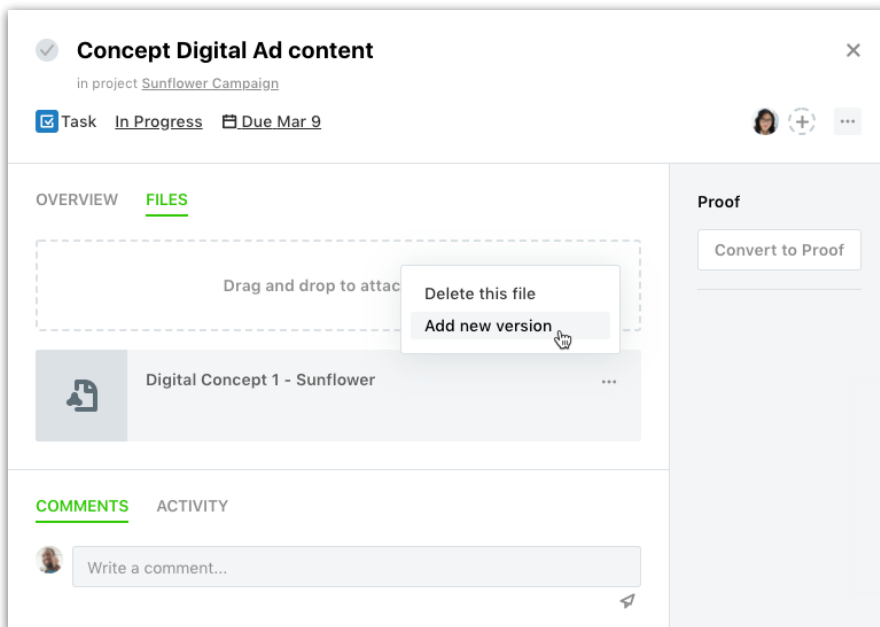 Concept Digital Ad content
in project Sunflower Campaign
Task In Progress Due Mar 9
OVERVIEW FILES
Proof
Convert to Proof
Drag and drop to attac
Delete this file
Add new version
Digital Concept 1 - Sunflower
COMMENTS ACTIVITY
Write a comment...